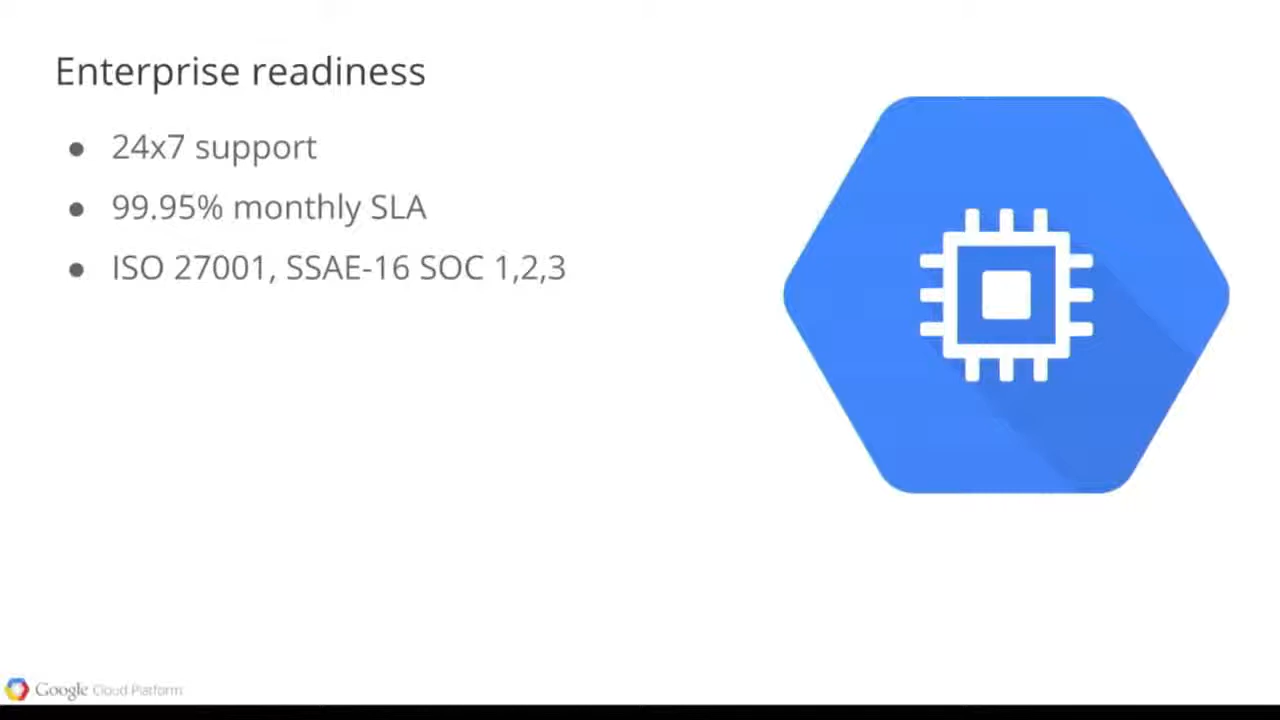 Enterprise readiness
● 24x7 support
● 99.95% monthly SLA
● ISO 27001, SSAE-16 SOC 1,2,3
Google Cloud Platform